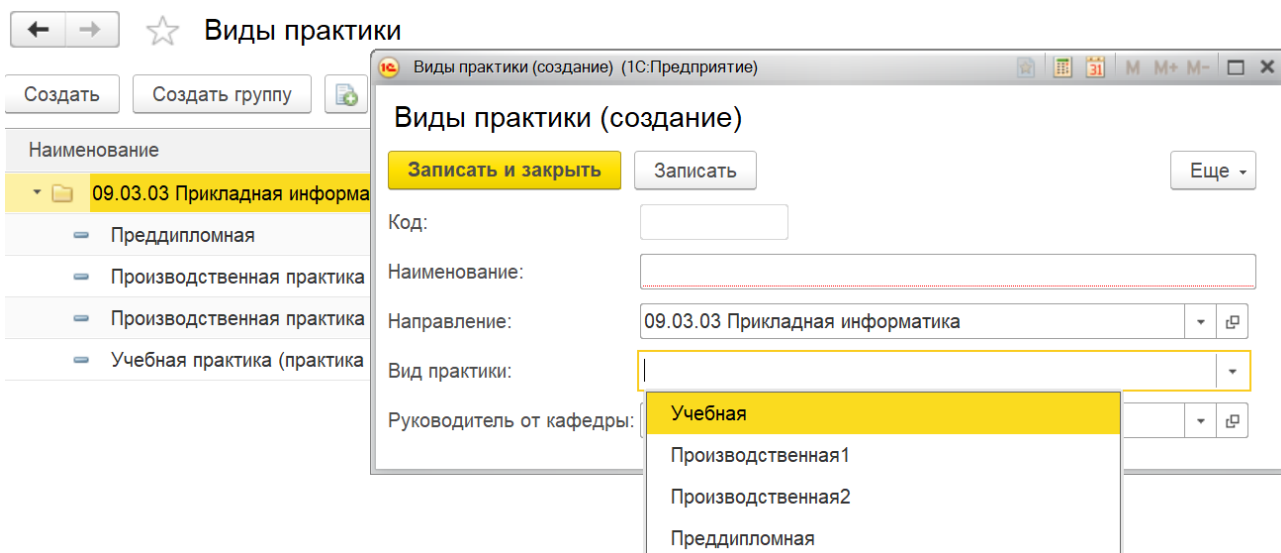 Виды практики
Создать
Создать группу
Наименование
09.03.03 Прикладная информа
Преддипломная
Производственная практика
Производственная практика
Учебная практика (практика
1С Виды практики (создание) (1С:Предприятие)
31 M M+ M-
Виды практики (создание)
Записать и закрыть
Записать
Еще
Код:
Наименование:
Направление:
09.03.03 Прикладная информатика
Вид практики:
Руководитель от кафедры:
Учебная
Производственная1
Производственная2
Преддипломная